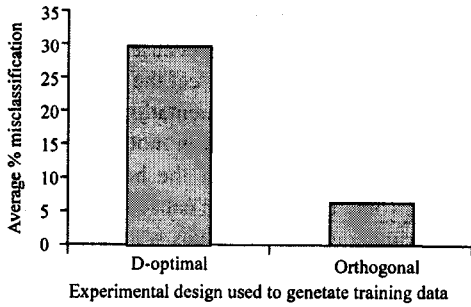 35
30
25
20
15
10
5
0
Average % misclassification
D-optimal
Orthogonal
Experimental design used to genetate training data